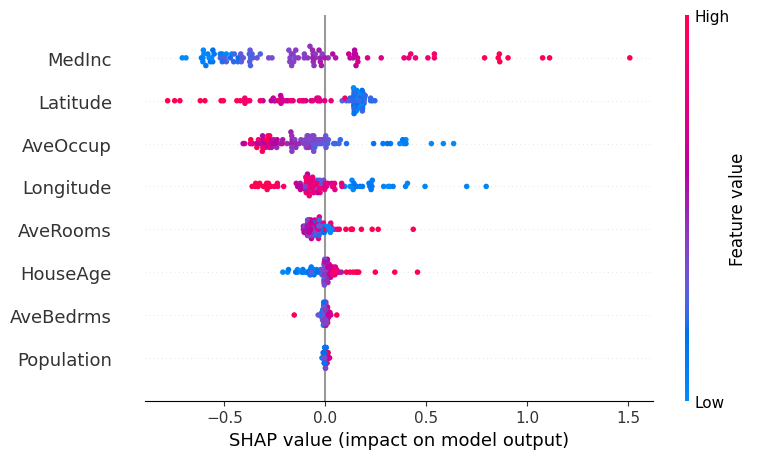 High
MedInc
Latitude
AveOccup
Longitude
AveRooms
HouseAge
AveBedrms
Population
Feature value
Low
−0.5 0.0 0.5 1.0 1.5
SHAP value (impact on model output)